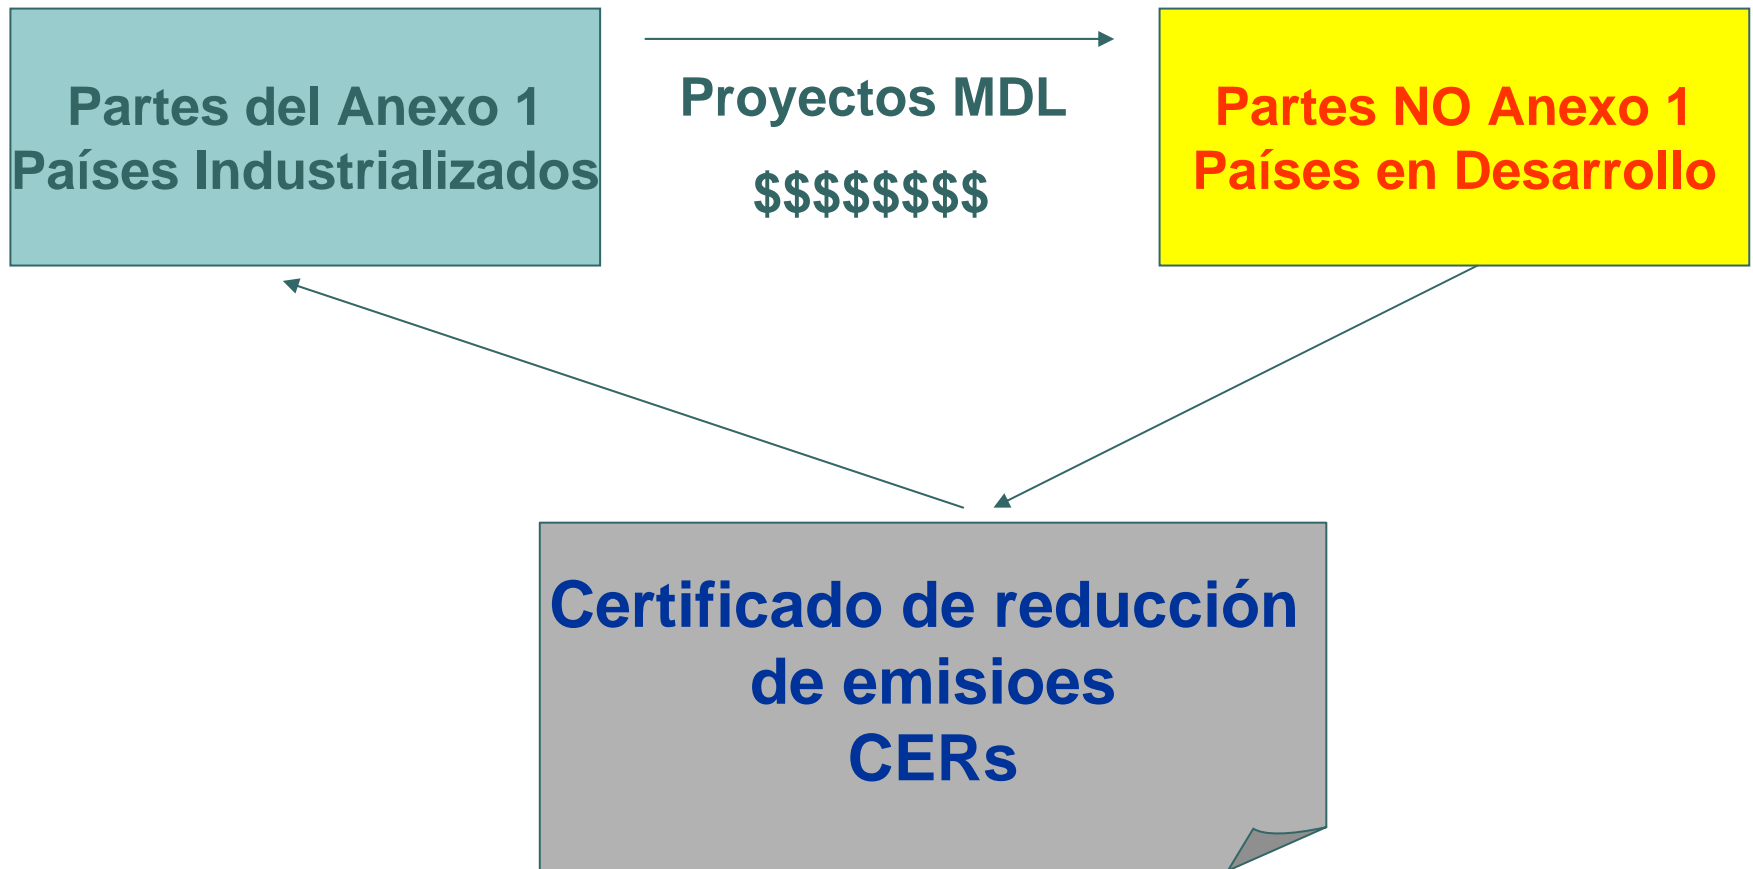 Partes del Anexo 1
Países Industrializados
Proyectos MDL
$$$$$$$$
Partes NO Anexo 1
Países en Desarrollo
Certificado de reducción
de emisioes
CERs